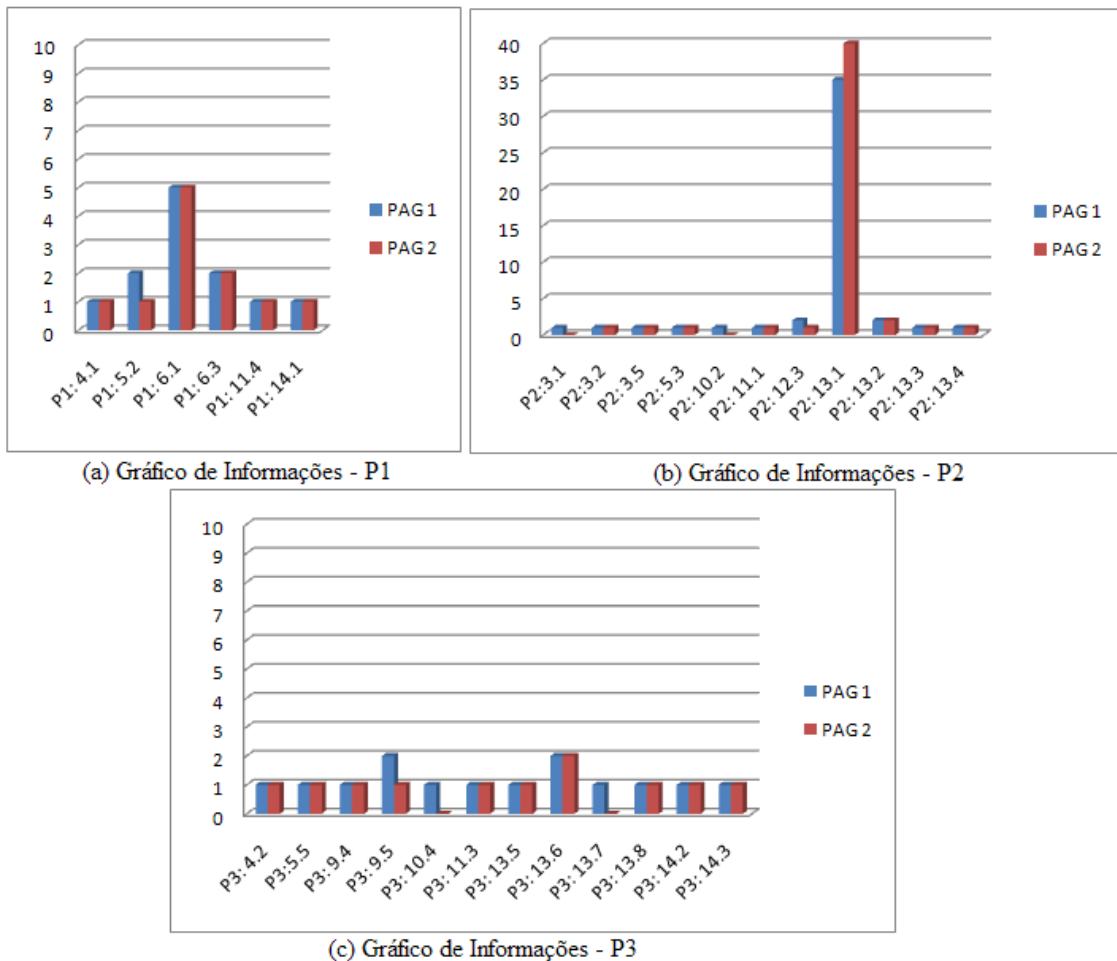 10
9
8
7
6
5
4
3
2
1
0
PAG 1
PAG 2
P1: 4.1
P1: 5.2
P1: 6.1
P1: 6.3
P1: 11.4
P1: 14.1
(a) Gráfico de Informações - P1
40
35
30
25
20
15
10
5
0
PAG 1
PAG 2
P2:3.1
P2:3.2
P2: 3.5
P2: 5.3
P2: 10.2
P2: 11.1
P2: 12.3
P2: 13.1
P2: 13.2
P2: 13.3
P2: 13.4
(b) Gráfico de Informações - P2
10
9
8
7
6
5
4
3
2
1
0
PAG 1
PAG 2
P3: 4.2
P3:5.5
P3: 9.4
P3: 9.5
P3: 10.4
P3: 11.3
P3: 13.5
P3: 13.6
P3: 13.7
P3: 13.8
P3: 14.2
P3: 14.3
(c) Gráfico de Informações - P3